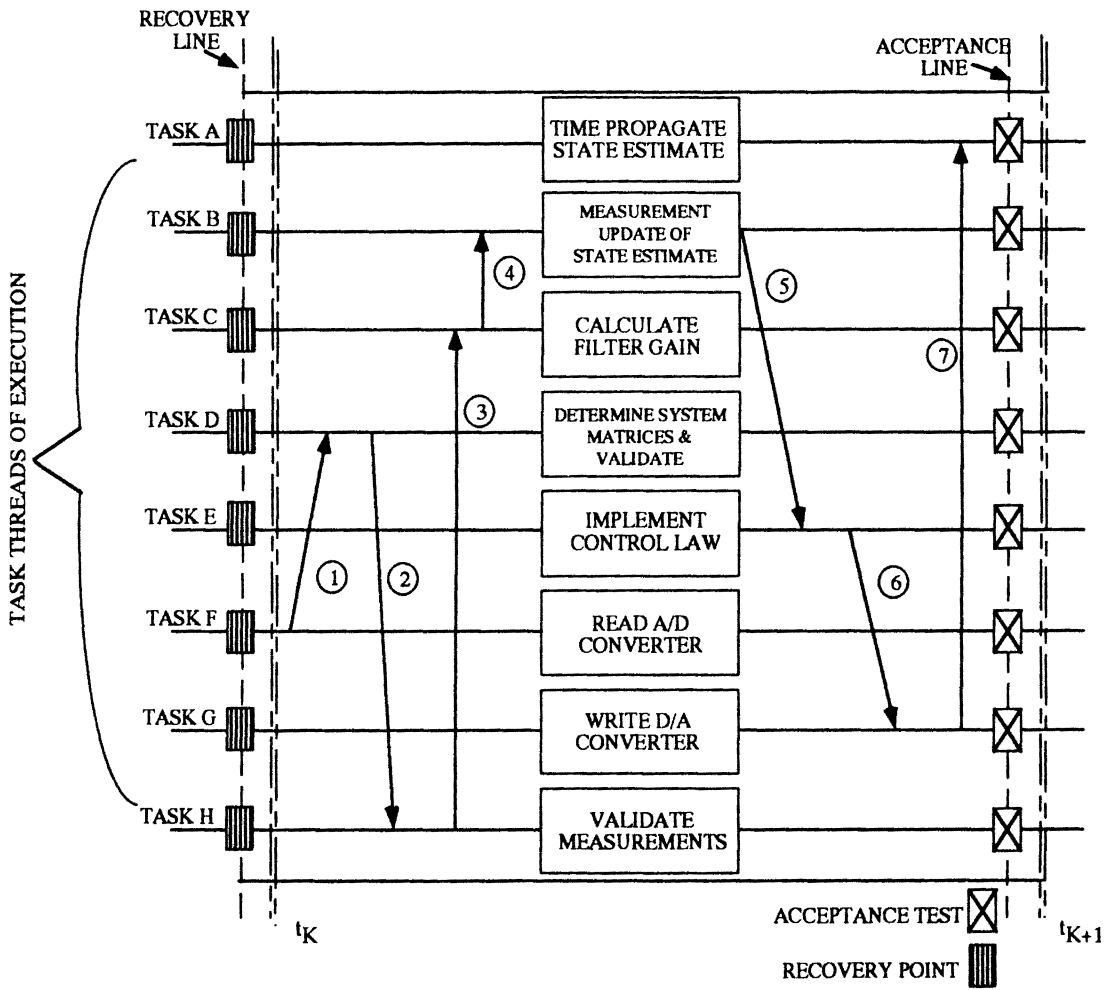 RECOVERY
LINE
ACCEPTANCE
LINE
TASK THREADS OF EXECUTION
TASK A
TIME PROPAGATE
STATE ESTIMATE
TASK B
MEASUREMENT
UPDATE OF
STATE ESTIMATE
4
5
TASK C
CALCULATE
FILTER GAIN
7
3
TASK D
DETERMINE SYSTEM
MATRICES &
VALIDATE
TASK E
IMPLEMENT
CONTROL LAW
1
2
6
TASK F
READ A/D
CONVERTER
TASK G
WRITE D/A
CONVERTER
TASK H
VALIDATE
MEASUREMENTS
tK
ACCEPTANCE TEST
tK+1
RECOVERY POINT